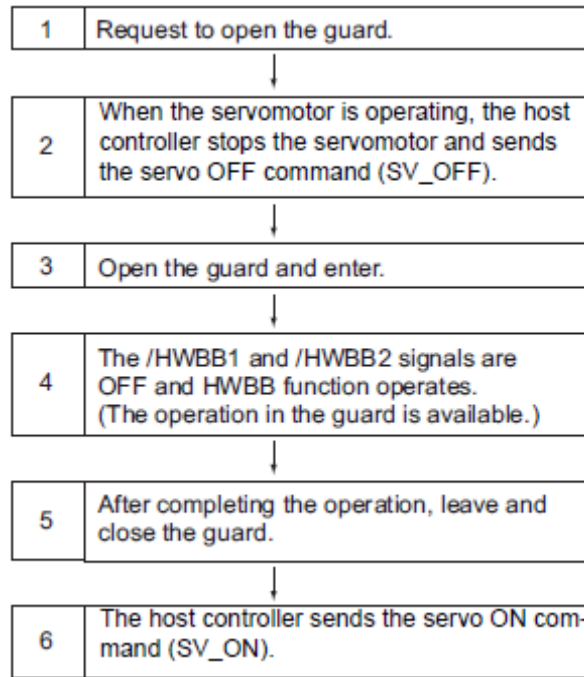 1 Request to open the guard.
2 When the servomotor is operating, the host
controller stops the servomotor and sends
the servo OFF command (SV_OFF).
3 Open the guard and enter.
4 The /HWBB1 and /HWBB2 signals are
OFF and HWBB function operates.
(The operation in the guard is available.)
5 After completing the operation, leave and
close the guard.
6 The host controller sends the servo ON com-
mand (SV_ON).